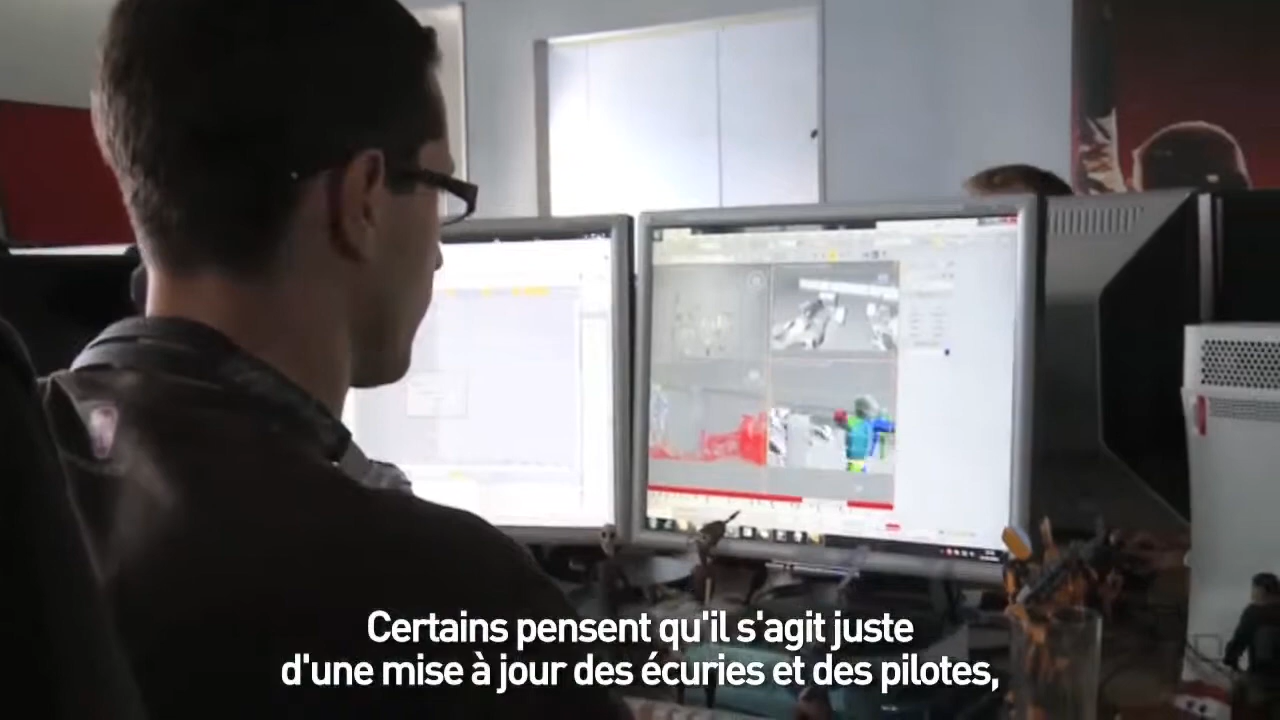 Certains pensent qu'il s'agit juste
d'une mise à jour des écuries et des pilotes,